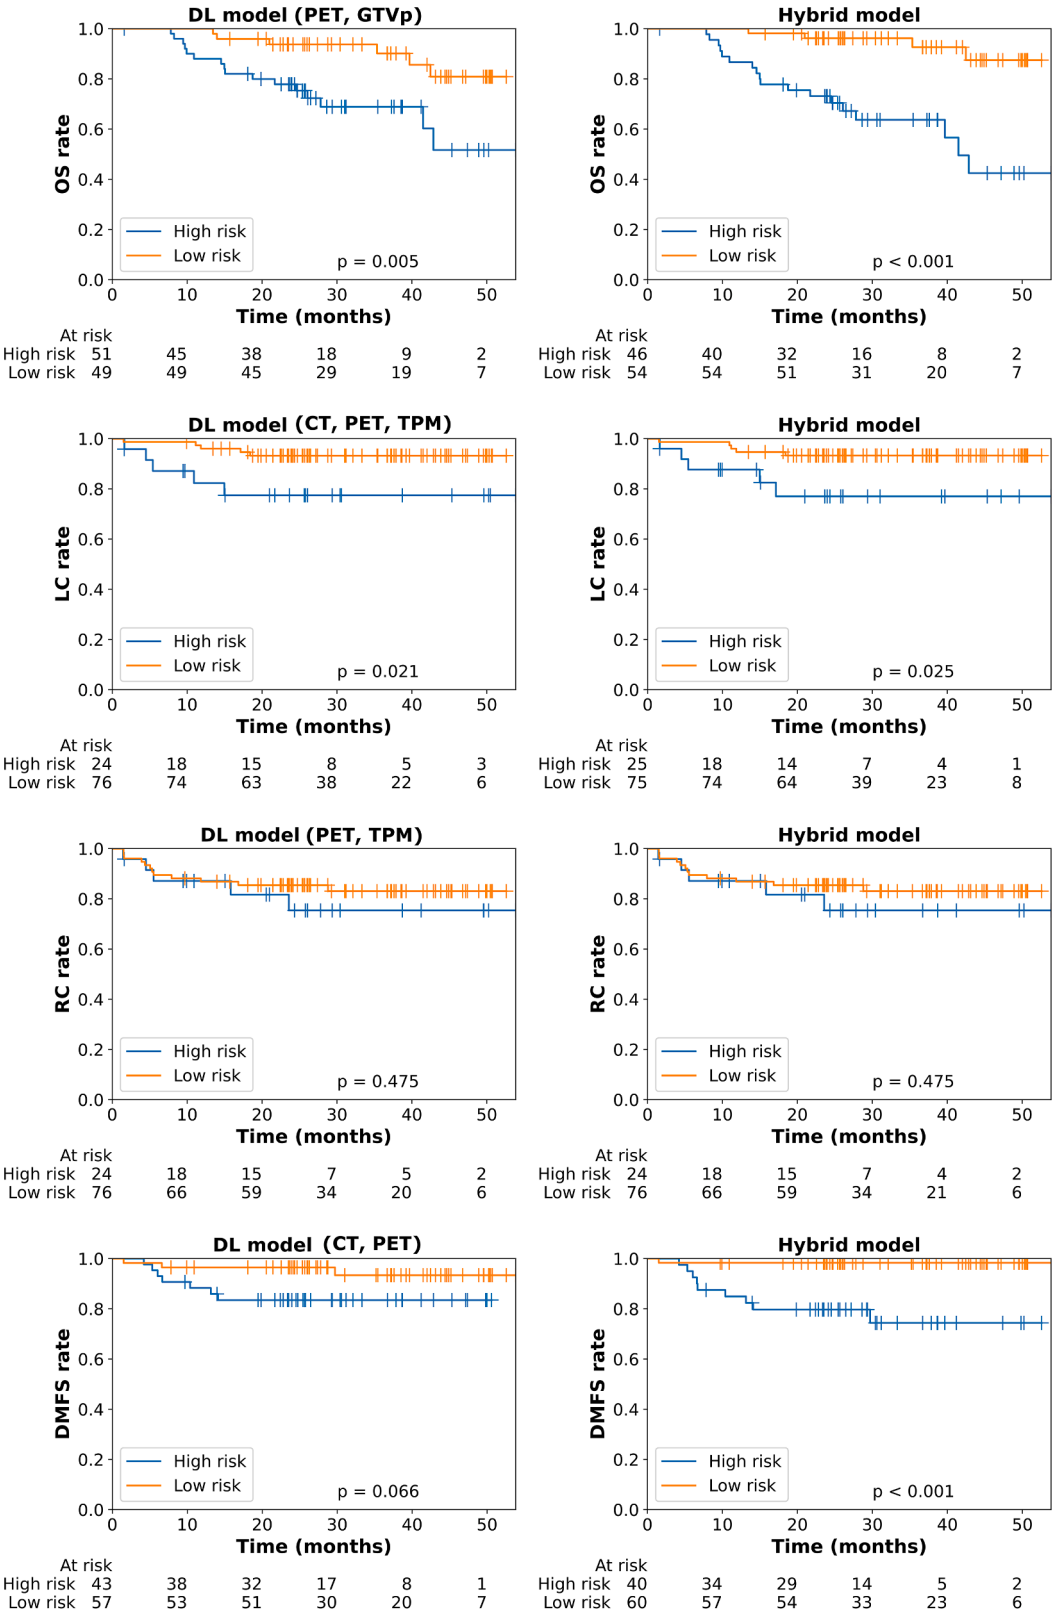 DL model (PET, GTVp)
1.0
0.8
0.6
0.4
0.2
0.0
OS rate
High risk
Low risk
p = 0.005
0 10 20 30 40 50
Time (months)
At risk
High risk 51 45 38 18 9 2
Low risk 49 49 45 29 19 7
Hybrid model
1.0
0.8
0.6
0.4
0.2
0.0
OS rate
High risk
Low risk
p < 0.001
0 10 20 30 40 50
Time (months)
At risk
High risk 46 40 32 16 8 2
Low risk 54 54 51 31 20 7
DL model (CT, PET, TPM)
1.0
0.8
0.6
0.4
0.2
0.0
LC rate
High risk
Low risk
p = 0.021
0 10 20 30 40 50
Time (months)
At risk
High risk 24 18 15 8 5 3
Low risk 76 74 63 38 22 6
Hybrid model
1.0
0.8
0.6
0.4
0.2
0.0
LC rate
High risk
Low risk
p = 0.025
0 10 20 30 40 50
Time (months)
At risk
High risk 25 18 14 7 4 1
Low risk 75 74 64 39 23 8
DL model (PET, TPM)
1.0
0.8
0.6
0.4
0.2
0.0
RC rate
High risk
Low risk
p = 0.475
0 10 20 30 40 50
Time (months)
At risk
High risk 24 18 15 7 5 2
Low risk 76 66 59 34 20 6
Hybrid model
1.0
0.8
0.6
0.4
0.2
0.0
RC rate
High risk
Low risk
p = 0.475
0 10 20 30 40 50
Time (months)
At risk
High risk 24 18 15 7 4 2
Low risk 76 66 59 34 21 6
DL model (CT, PET)
1.0
0.8
0.6
0.4
0.2
0.0
DMFS rate
High risk
Low risk
p = 0.066
0 10 20 30 40 50
Time (months)
At risk
High risk 43 38 32 17 8 1
Low risk 57 53 51 30 20 7
Hybrid model
1.0
0.8
0.6
0.4
0.2
0.0
DMFS rate
High risk
Low risk
p < 0.001
0 10 20 30 40 50
Time (months)
At risk
High risk 40 34 29 14 5 2
Low risk 60 57 54 33 23 6